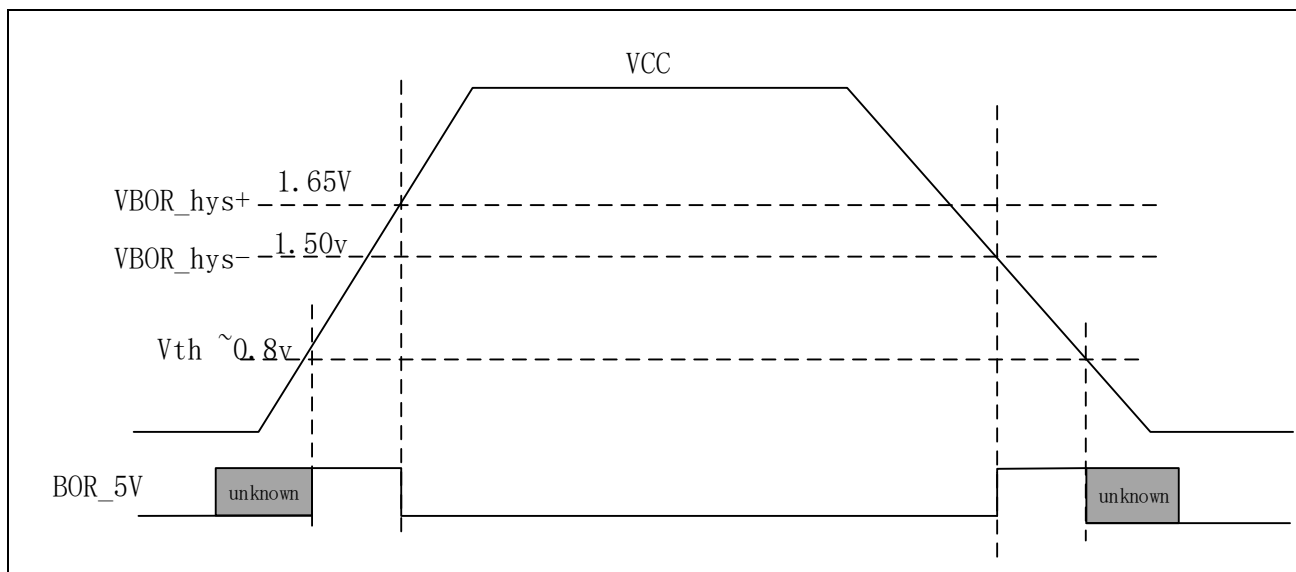 VCC
1.65V
VBOR_hys+
1.50v
VBOR_hys-
Vth ~0.8v
BOR_5V
unknown
unknown